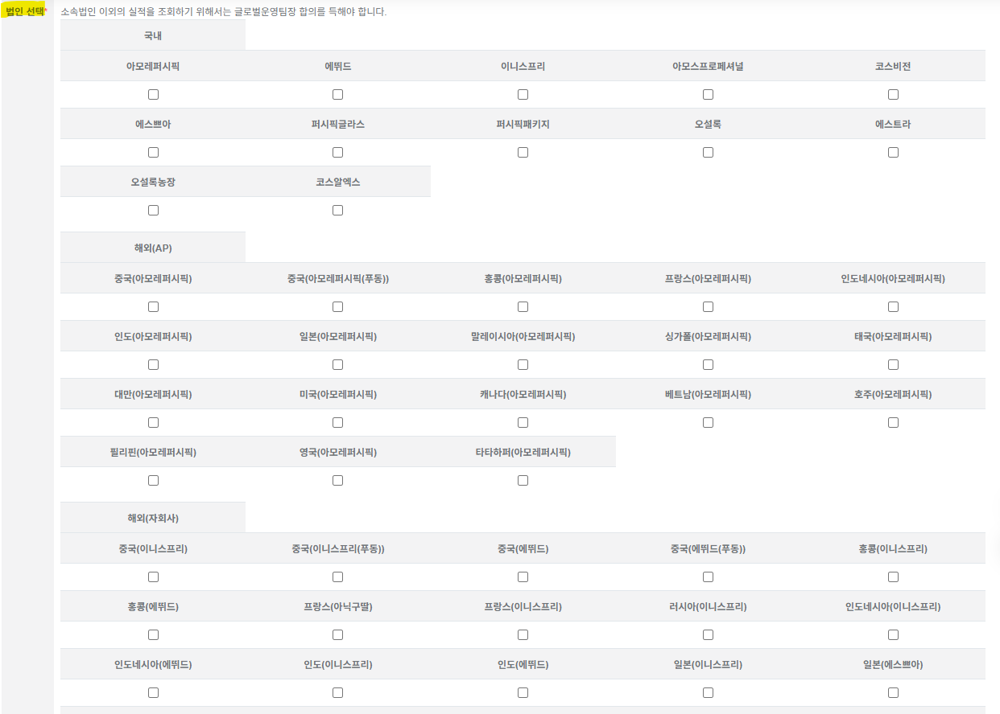 법인 선택* 소속법인 이외의 실적을 조회하기 위해서는 글로벌운영팀장 합의를 득해야 합니다.
국내
아모레퍼시픽 에뛰드 이니스프리 아모스프로페셔널 코스비전
에스쁘아 퍼시픽글라스 퍼시픽패키지 오설록 에스트라
오설록농장 코스알엑스
해외(AP)
중국(아모레퍼시픽) 중국(아모레퍼시픽(푸동)) 홍콩(아모레퍼시픽) 프랑스(아모레퍼시픽) 인도네시아(아모레퍼시픽)
인도(아모레퍼시픽) 일본(아모레퍼시픽) 말레이시아(아모레퍼시픽) 싱가폴(아모레퍼시픽) 태국(아모레퍼시픽)
대만(아모레퍼시픽) 미국(아모레퍼시픽) 캐나다(아모레퍼시픽) 베트남(아모레퍼시픽) 호주(아모레퍼시픽)
필리핀(아모레퍼시픽) 영국(아모레퍼시픽) 타타하퍼(아모레퍼시픽)
해외(자회사)
중국(이니스프리) 중국(이니스프리(푸동)) 중국(에뛰드) 중국(에뛰드(푸동)) 홍콩(이니스프리)
홍콩(에뛰드) 프랑스(아닉구딸) 프랑스(이니스프리) 러시아(이니스프리) 인도네시아(이니스프리)
인도네시아(에뛰드) 인도(이니스프리) 인도(에뛰드) 일본(이니스프리) 일본(에스쁘아)